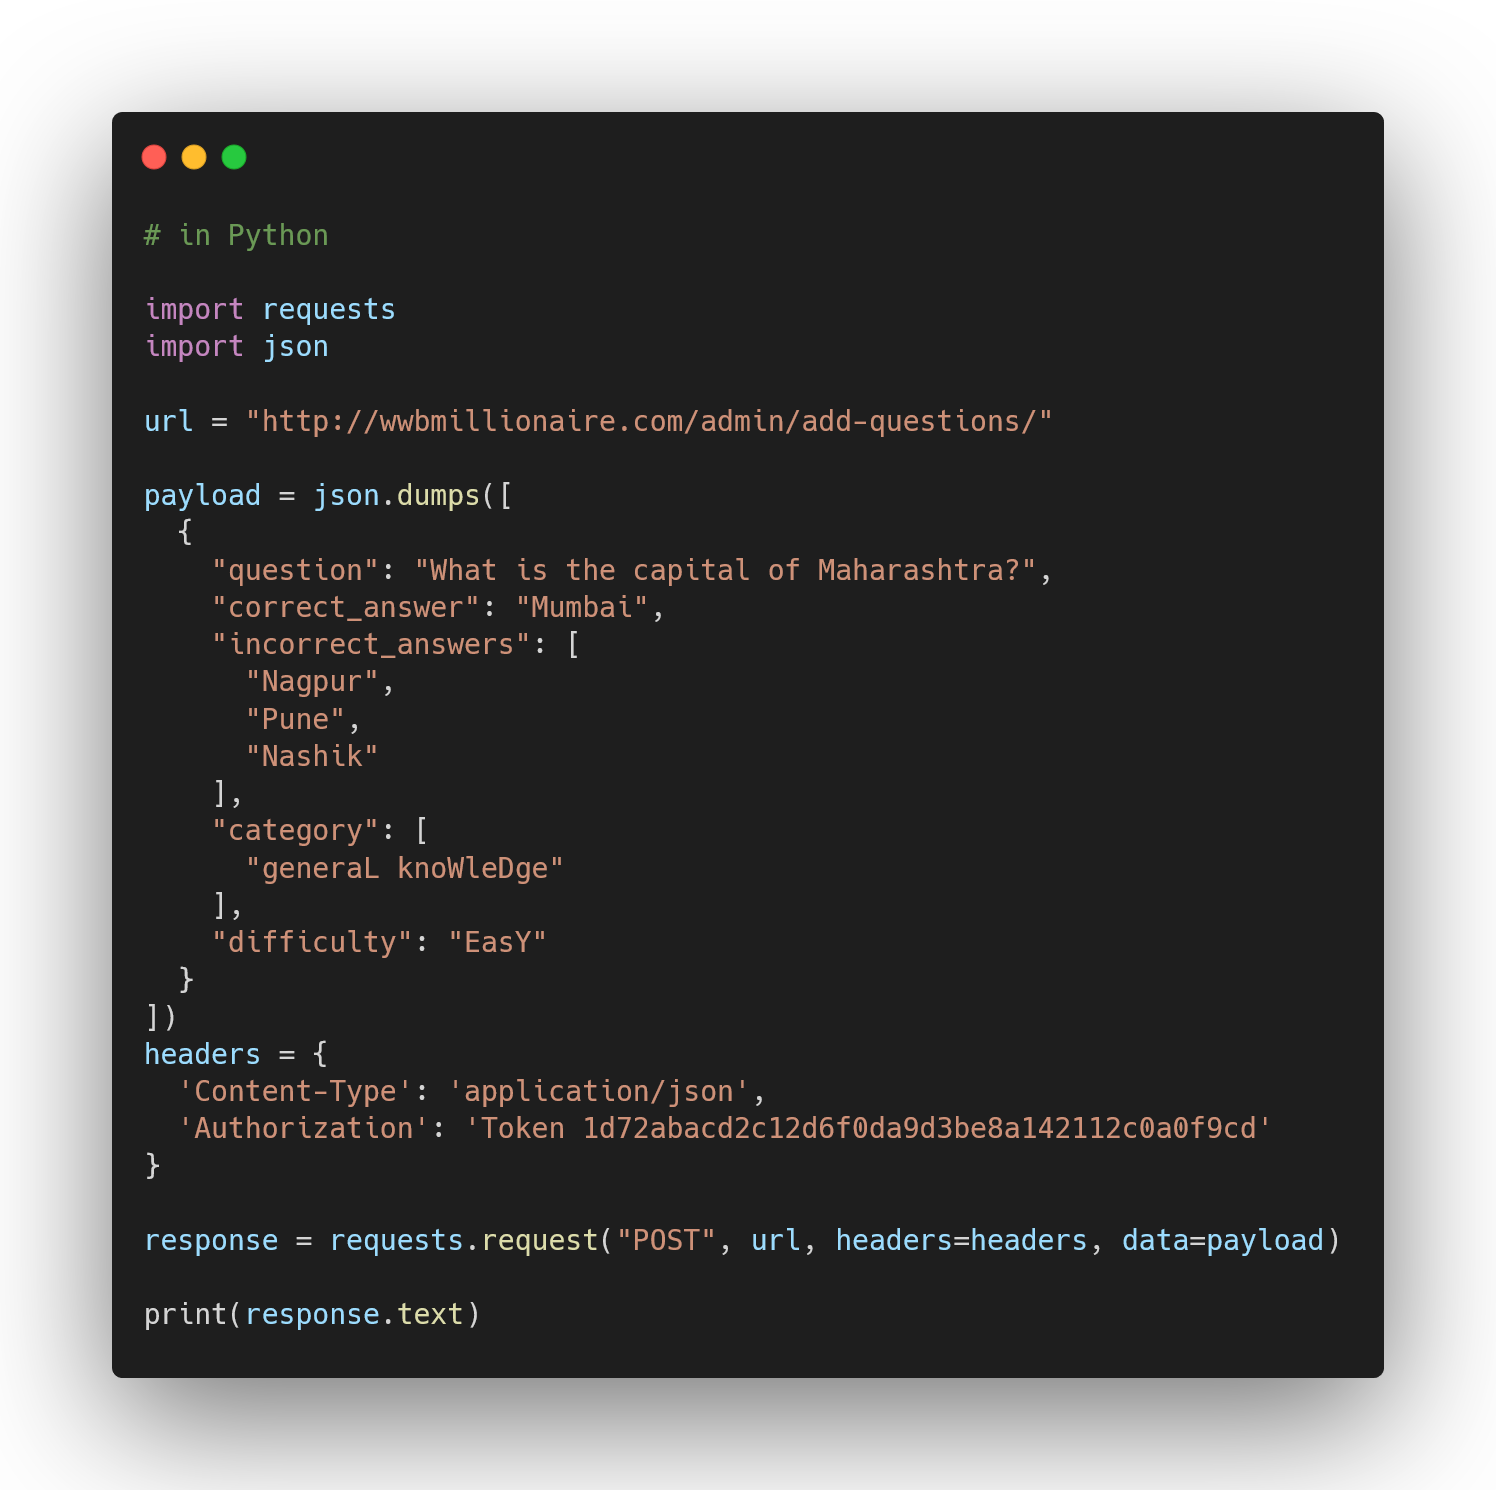 # in Python

import requests
import json

url = "http://wwbmillionaire.com/admin/add-questions/"

payload = json.dumps([
  {
    "question": "What is the capital of Maharashtra?",
    "correct_answer": "Mumbai",
    "incorrect_answers": [
      "Nagpur",
      "Pune",
      "Nashik"
    ],
    "category": [
      "generaL knoWleDge"
    ],
    "difficulty": "EasY"
  }
])
headers = {
  'Content-Type': 'application/json',
  'Authorization': 'Token 1d72abacd2c12d6f0da9d3be8a142112c0a0f9cd'
}

response = requests.request("POST", url, headers=headers, data=payload)

print(response.text)